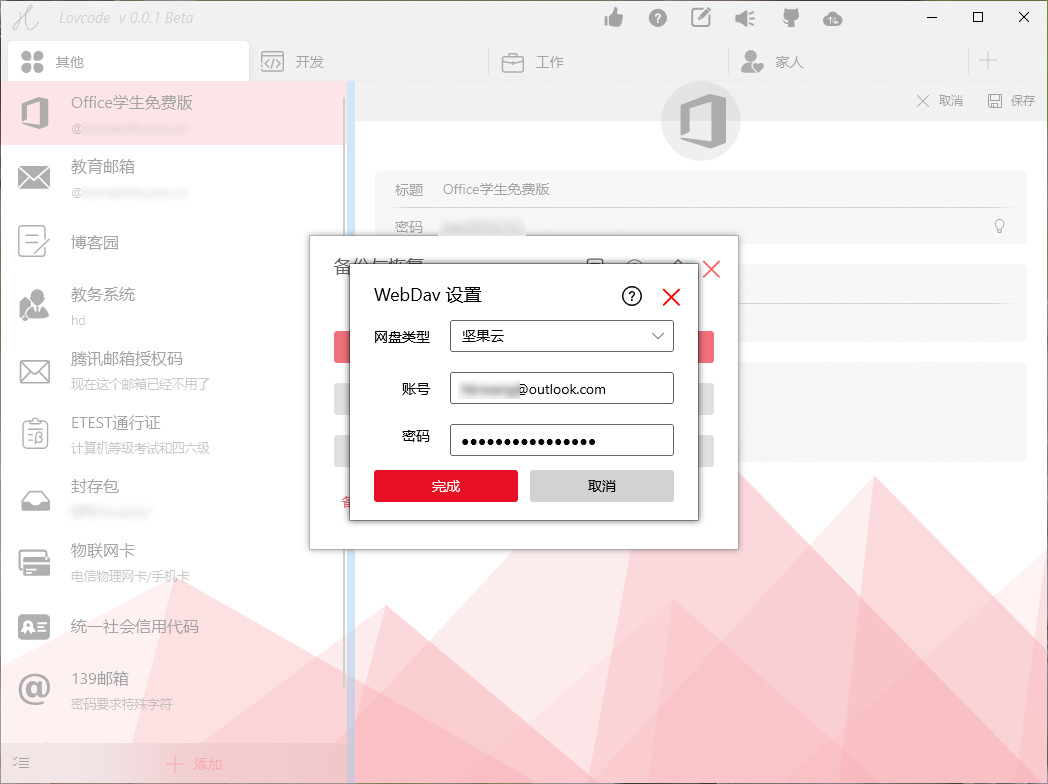 Lovcode v 0.0.1 Beta
其他
开发
工作
家人
取消
保存
Office学生免费版
@
教育邮箱
@
博客园
教务系统
hd
腾讯邮箱授权码
现在这个邮箱已经不用了
ETEST通行证
计算机等级考试和四六级
封存包
物联网卡
电信物理网卡/手机卡
统一社会信用代码
139邮箱
密码要求特殊字符
添加
标题 Office学生免费版
密码
备份与恢复
WebDav 设置
网盘类型 坚果云
账号 @outlook.com
密码 ●●●●●●●●●●●●●●●●
完成 取消